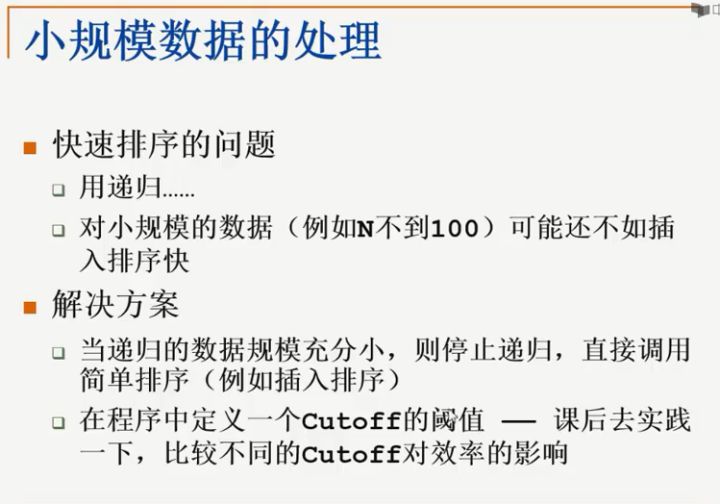 小规模数据的处理
快速排序的问题
用递归……
对小规模的数据（例如N不到100）可能还不如插
入排序快
解决方案
当递归的数据规模充分小，则停止递归，直接调用
简单排序（例如插入排序）
在程序中定义一个Cutoff的阈值 —— 课后去实践
一下，比较不同的Cutoff对效率的影响